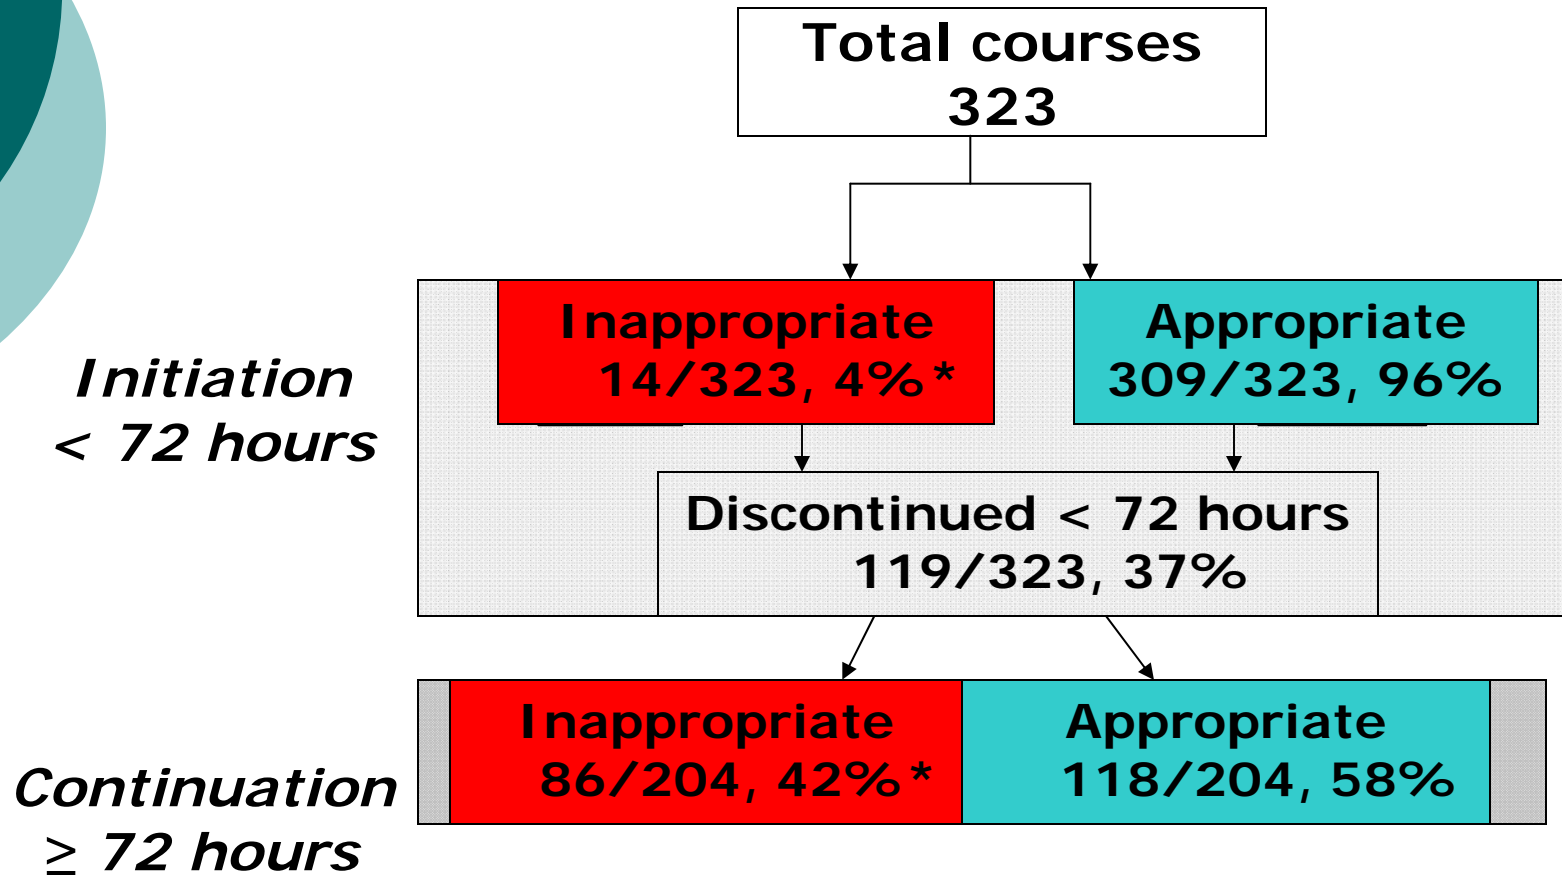 Total courses
323
Inappropriate
14/323, 4%*
Appropriate
309/323, 96%
Initiation
< 72 hours
Discontinued < 72 hours
119/323, 37%
Inappropriate
86/204, 42%*
Appropriate
118/204, 58%
Continuation
≥ 72 hours